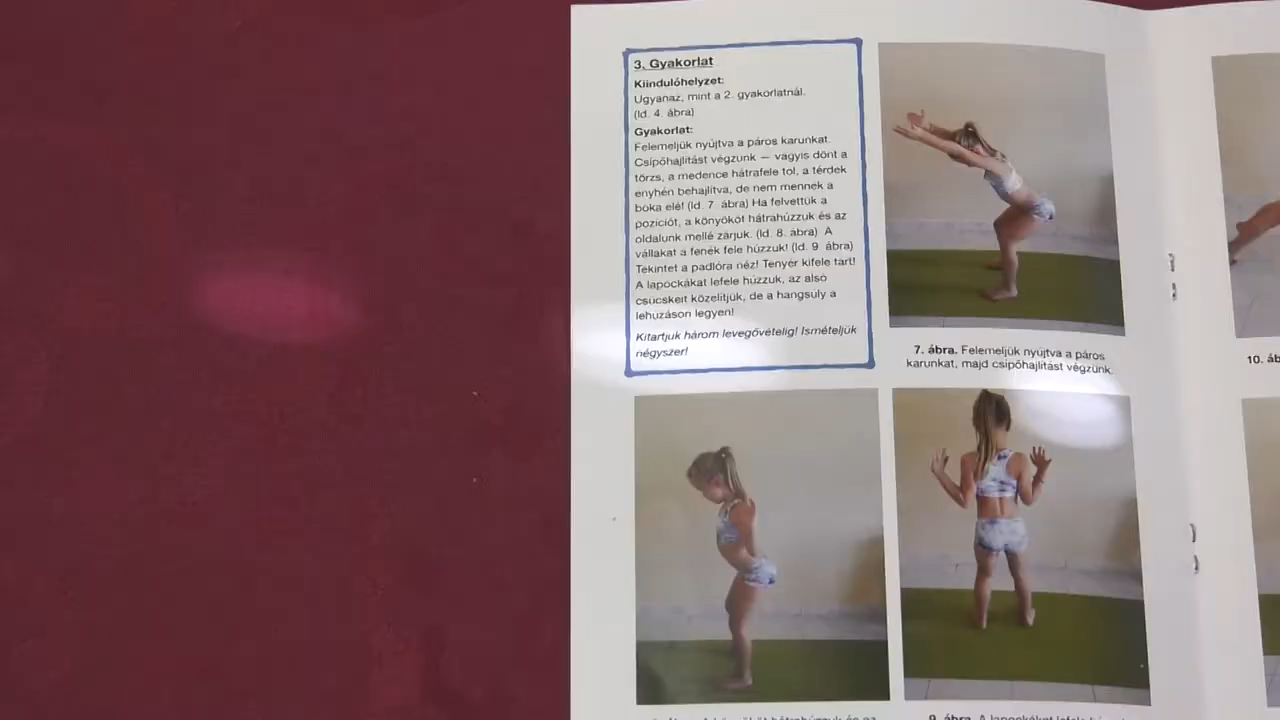 3. Gyakorlat
Kiindulóhelyzet:
Ugyanaz, mint a 2. gyakorlatnál.
(ld. 4. ábra)
Gyakorlat:
Felemeljük nyújtva a páros karunkat.
Csípőhajlítást végzünk — vagyis dönt a
törzs, a medence hátrafele tol, a térdek
enyhén behajlítva, de nem mennek a
boka elé! (ld. 7. ábra) Ha felvettük a
pozíciót, a könyököt hátrahúzzuk és az
oldalunk mellé zárjuk. (ld. 8. ábra) A
vállakat a fenék fele húzzuk! (ld. 9. ábra)
Tekintet a padlóra néz! Tenyér kifele tart!
A lapockákat lefele húzzuk, az alsó
csúcskeit közelítjük, de a hangsúly a
lehúzáson legyen!
Kitartjuk három levegővételig! Ismételjük
négyszer!
7. ábra. Felemeljük nyújtva a páros
karunkat, majd csípőhajlítást végzünk.
10. áb
9. ábra. A lapockákat lefele